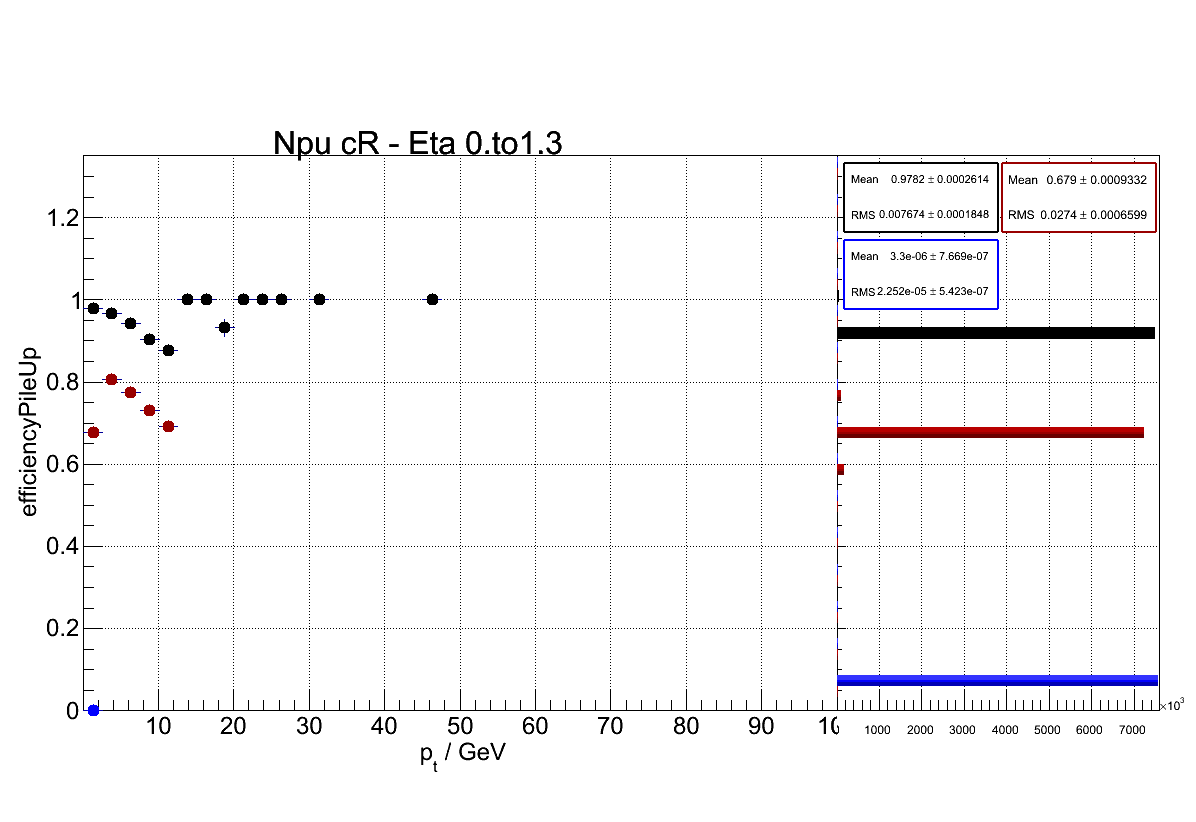 Npu cR - Eta 0.to1.3
efficiencyPileUp
1.2
1
0.8
0.6
0.4
0.2
0
10 20 30 40 50 60 70 80 90
p_t / GeV
Mean 0.9782 ± 0.0002614
RMS 0.007674 ± 0.0001848
Mean 0.679 ± 0.0009332
RMS 0.0274 ± 0.0006599
Mean 3.3e-06 ± 7.669e-07
RMS 2.252e-05 ± 5.423e-07
1000 2000 3000 4000 5000 6000 7000
×10³